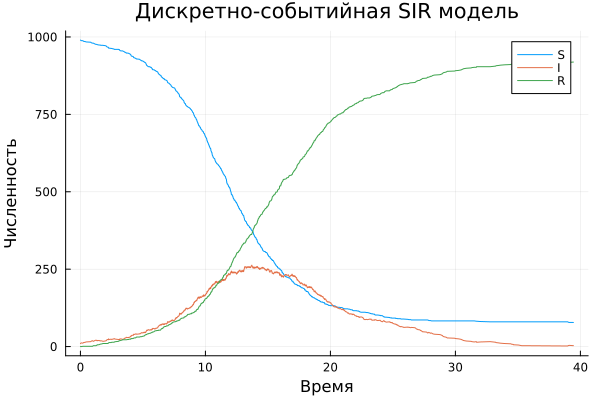 Дискретно-событийная SIR модель
1000
750
500
250
0
Численность
S
I
R
0 10 20 30 40
Время